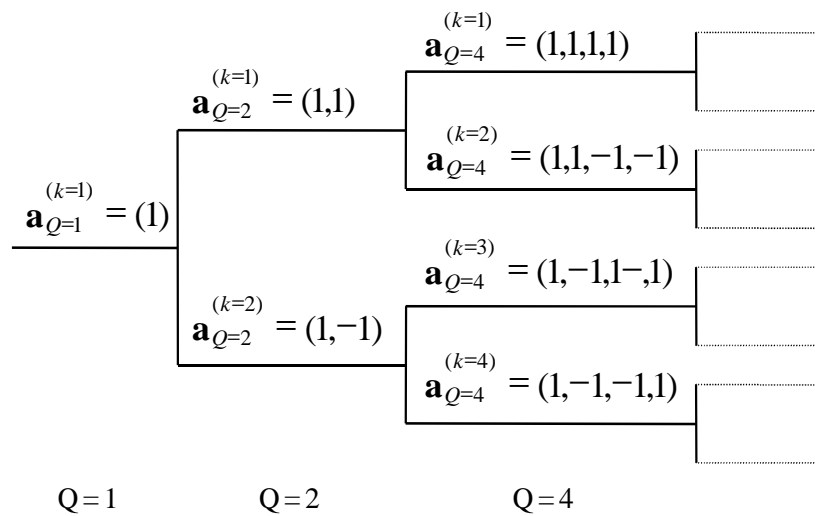 a_{Q=4}^{(k=1)} = (1,1,1,1)
a_{Q=2}^{(k=1)} = (1,1)
a_{Q=4}^{(k=2)} = (1,1,−1,−1)
a_{Q=1}^{(k=1)} = (1)
a_{Q=4}^{(k=3)} = (1,−1,1−,1)
a_{Q=2}^{(k=2)} = (1,−1)
a_{Q=4}^{(k=4)} = (1,−1,−1,1)
Q = 1 Q = 2 Q = 4